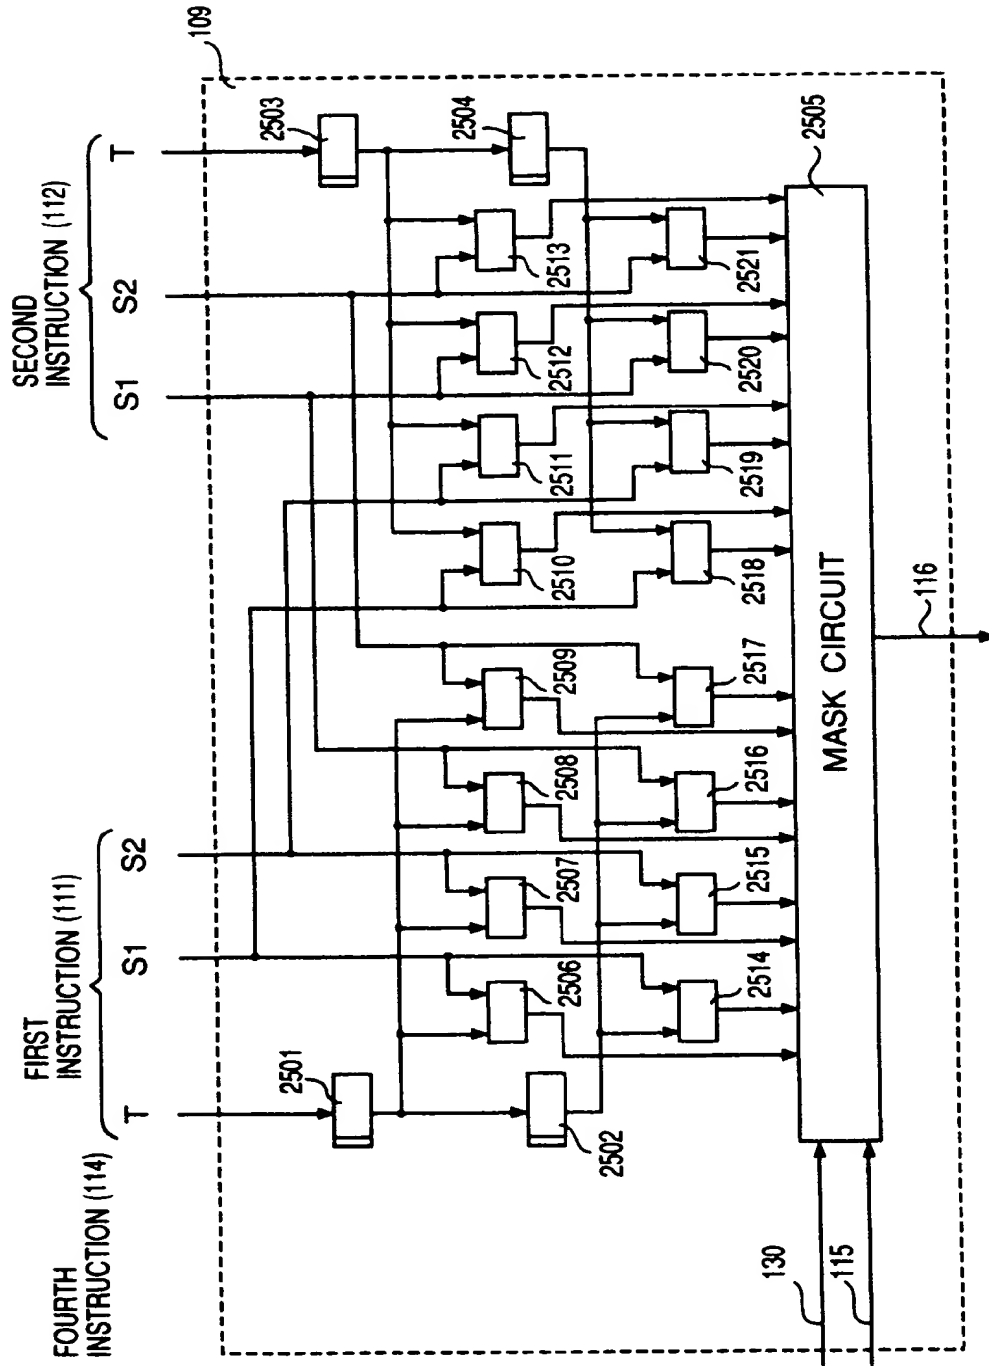 FOURTH
INSTRUCTION (114)
FIRST
INSTRUCTION (111)
SECOND
INSTRUCTION (112)
T
S1
S2
S1
S2
T
109
2501
2503
2502
2504
2506
2507
2508
2509
2510
2511
2512
2513
2514
2515
2516
2517
2518
2519
2520
2521
2505
130
115
MASK CIRCUIT
116